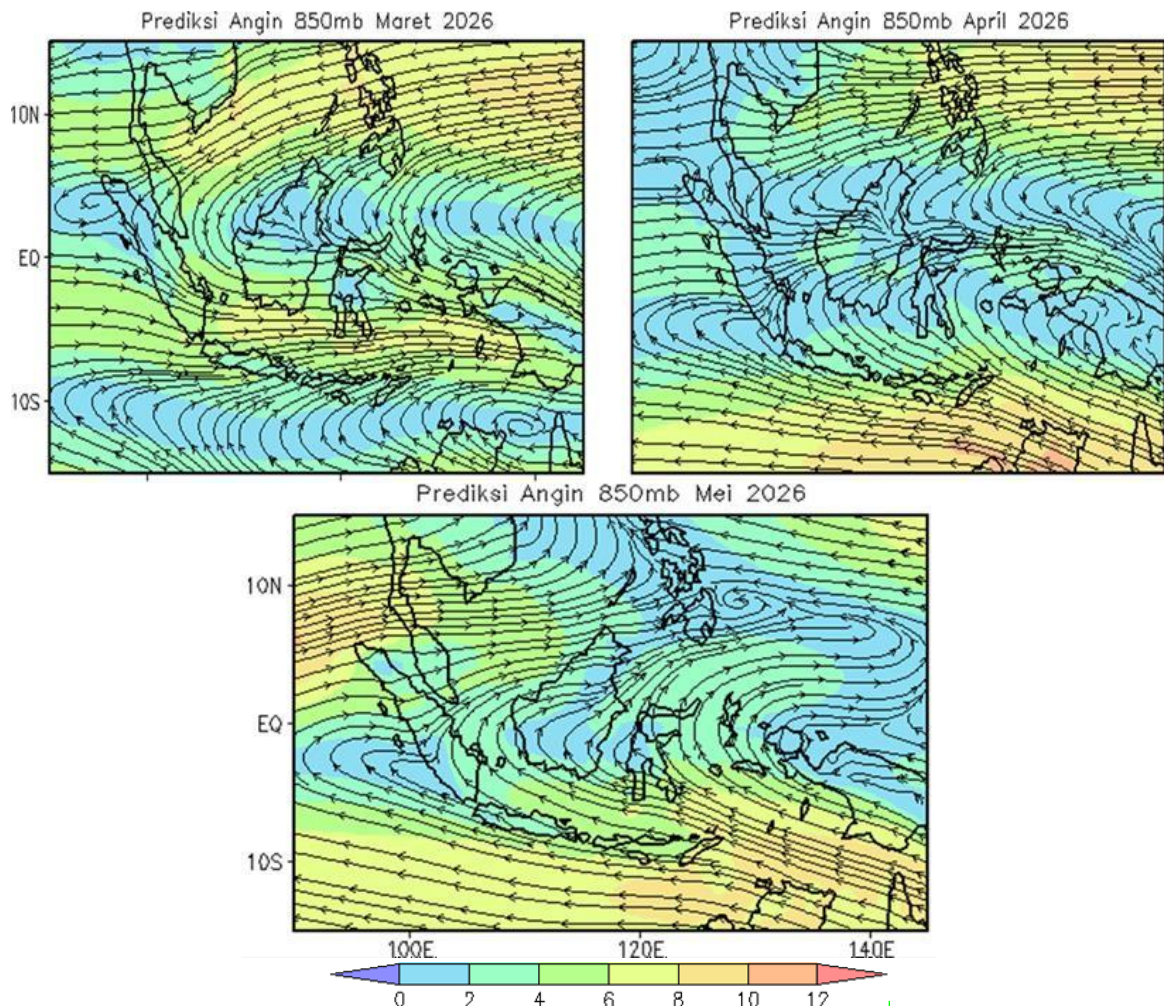 Prediksi Angin 850mb Maret 2026
Prediksi Angin 850mb April 2026
10N
EQ
10S
Prediksi Angin 850mb Mei 2026
10N
EQ
10S
100E
120E
140E
0 2 4 6 8 10 12